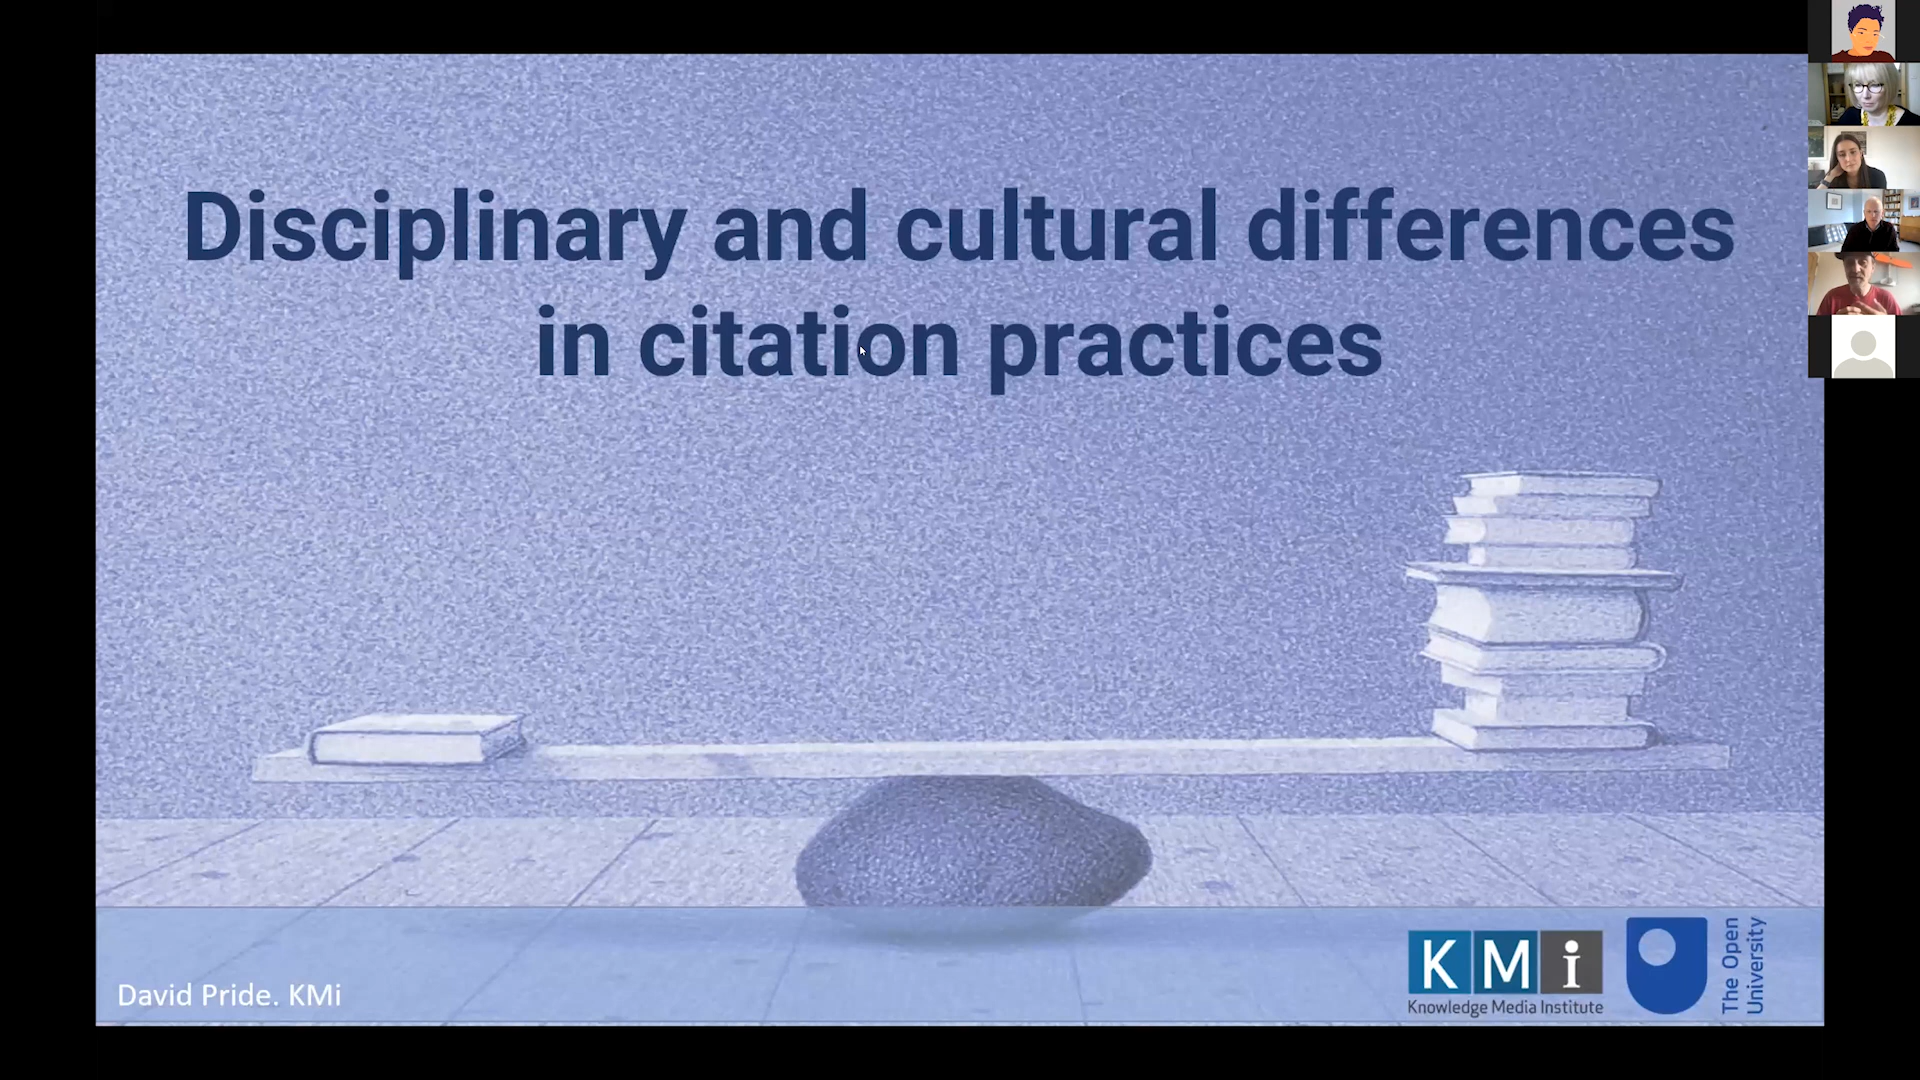 Disciplinary and cultural differences
in citation practices
David Pride. KMi
KMi
Knowledge Media Institute
The Open
University